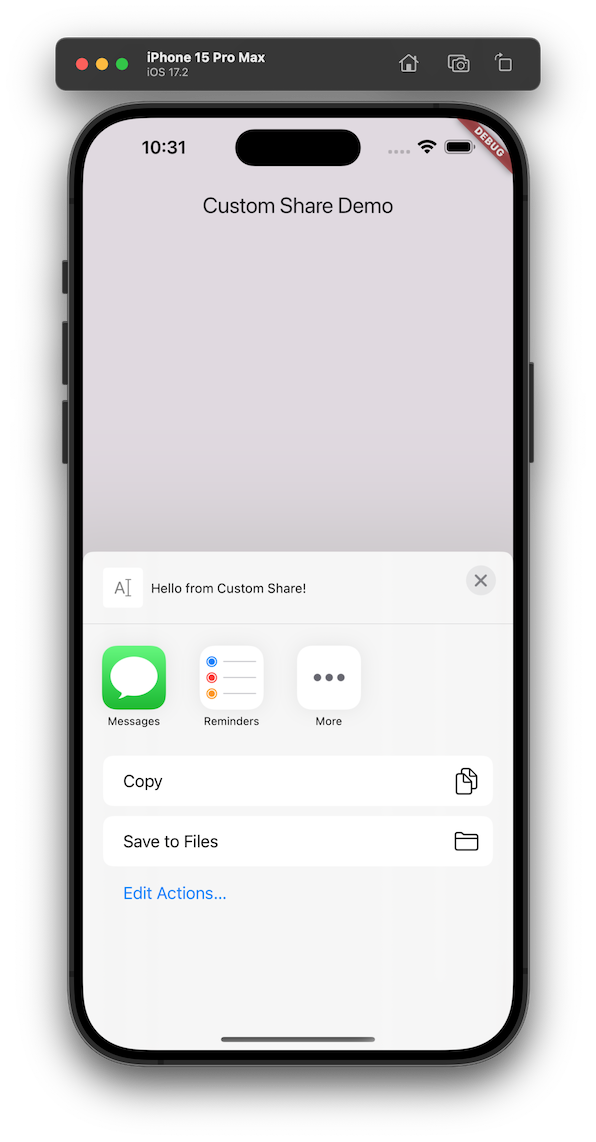 iPhone 15 Pro Max
iOS 17.2
10:31
DEBUG
Custom Share Demo
A
Hello from Custom Share!
Messages
Reminders
More
Copy
Save to Files
Edit Actions...